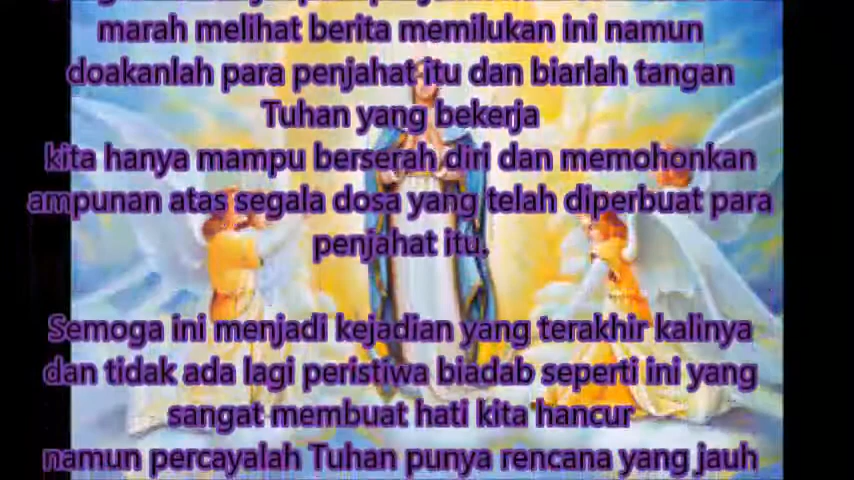 marah melihat berita memilukan ini namun
doakanlah para penjahat itu dan biarlah tangan
Tuhan yang bekerja
kita hanya mampu berserah diri dan memohonkan
ampunan atas segala dosa yang telah diperbuat para
penjahat itu.
Semoga ini menjadi kejadian yang terakhir kalinya
dan tidak ada lagi peristiwa biadab seperti ini yang
sangat membuat hati kita hancur
namun percayalah Tuhan punya rencana yang jauh